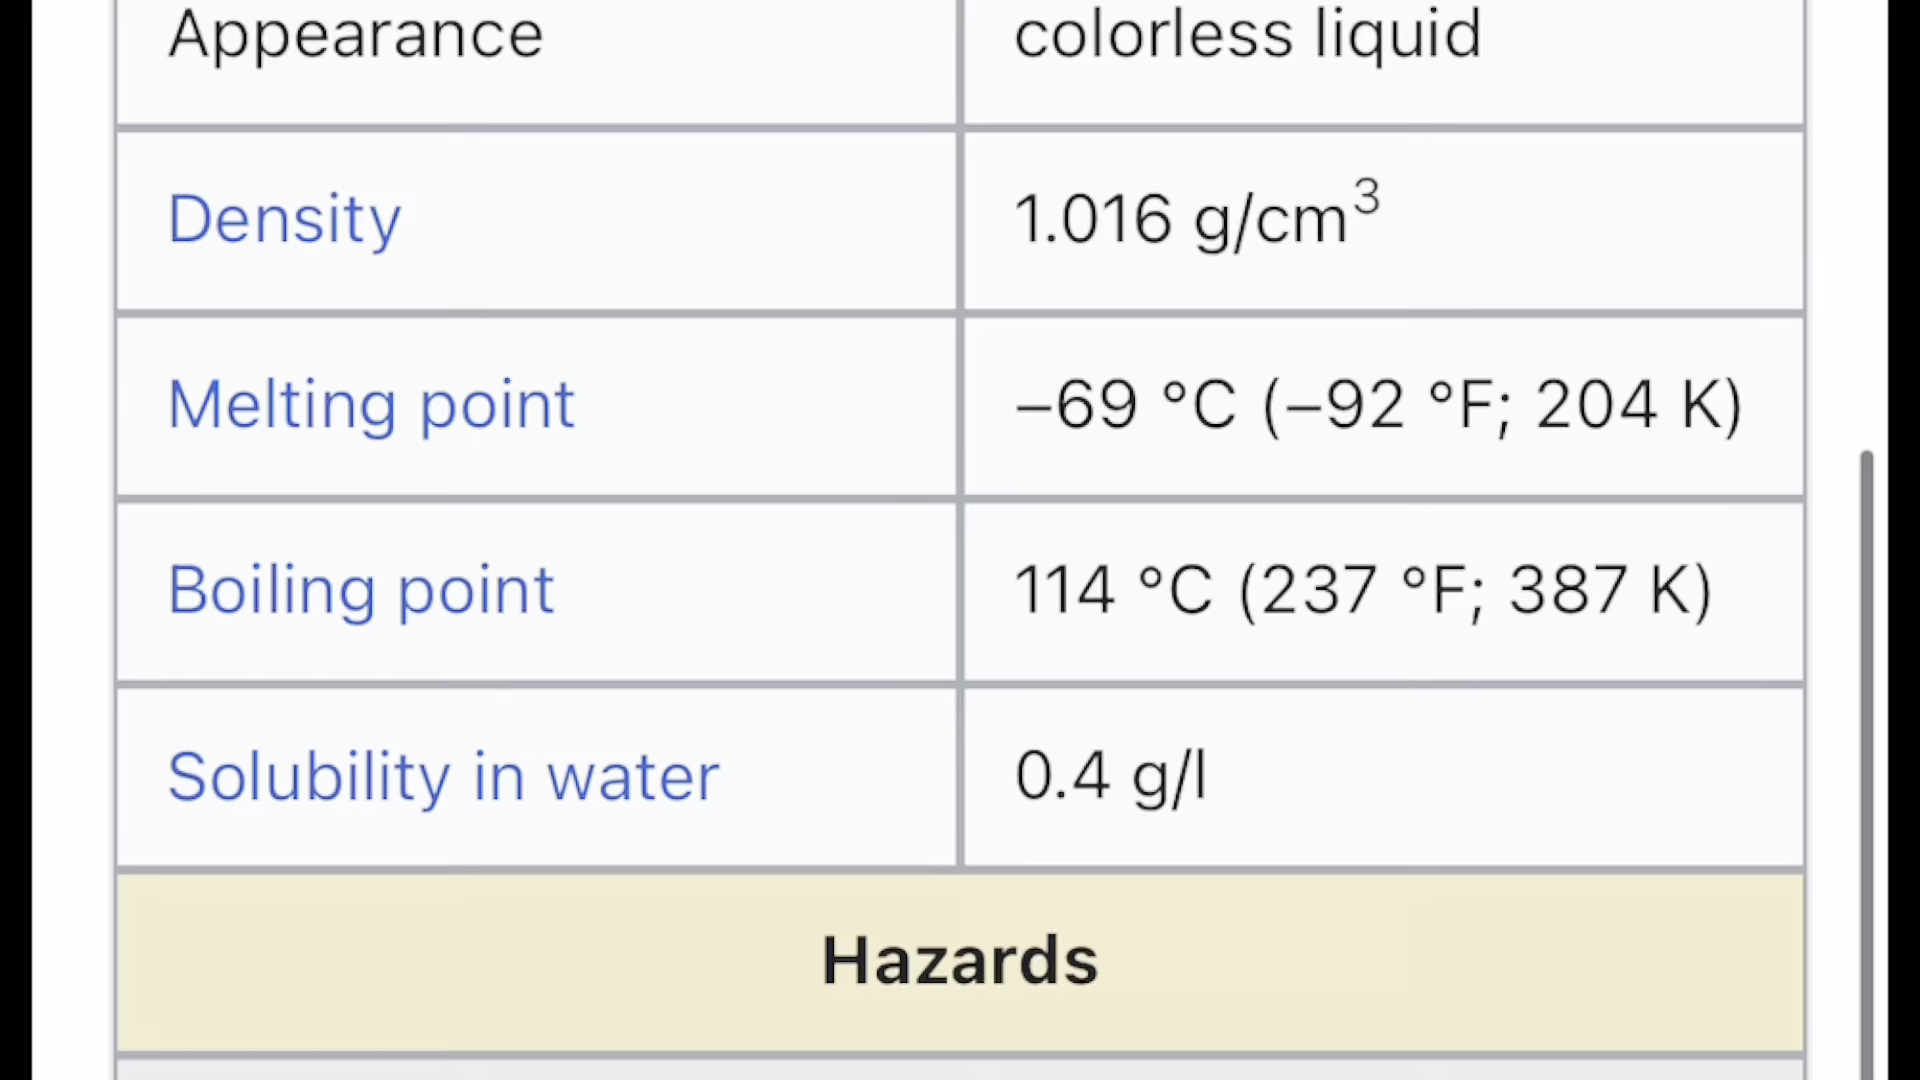 Appearance colorless liquid
Density 1.016 g/cm³
Melting point −69 °C (−92 °F; 204 K)
Boiling point 114 °C (237 °F; 387 K)
Solubility in water 0.4 g/l
Hazards